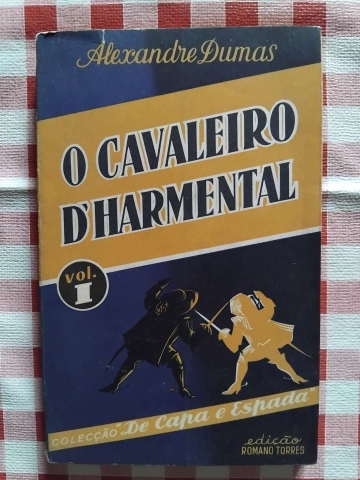 Alexandre Dumas
O CAVALEIRO
D'HARMENTAL
vol.
I
COLECÇÃO "De Capa e Espada"
edição
ROMANO TORRES